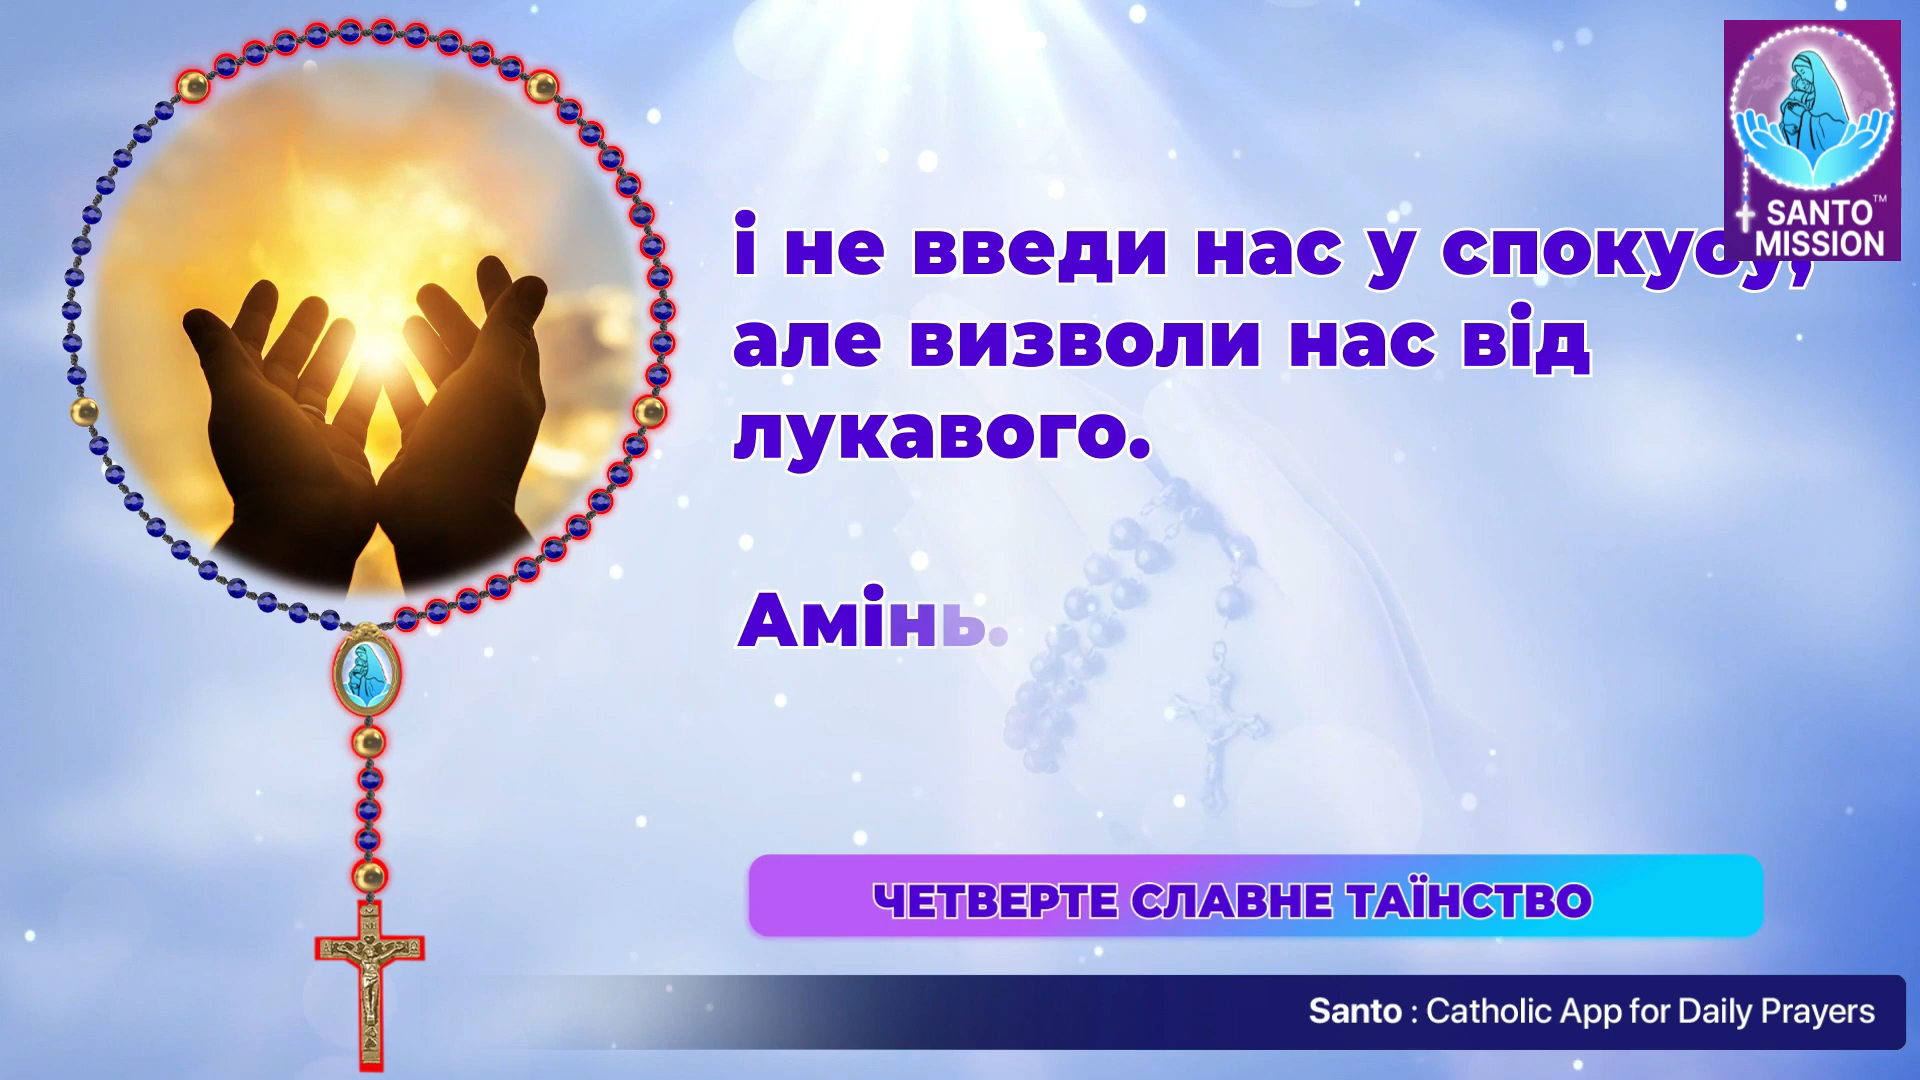 і не введи нас у спокусу,
але визволи нас від
лукавого.
Амінь.
ЧЕТВЕРТЕ СЛАВНЕ ТАЇНСТВО
Santo : Catholic App for Daily Prayers
SANTO™
MISSION